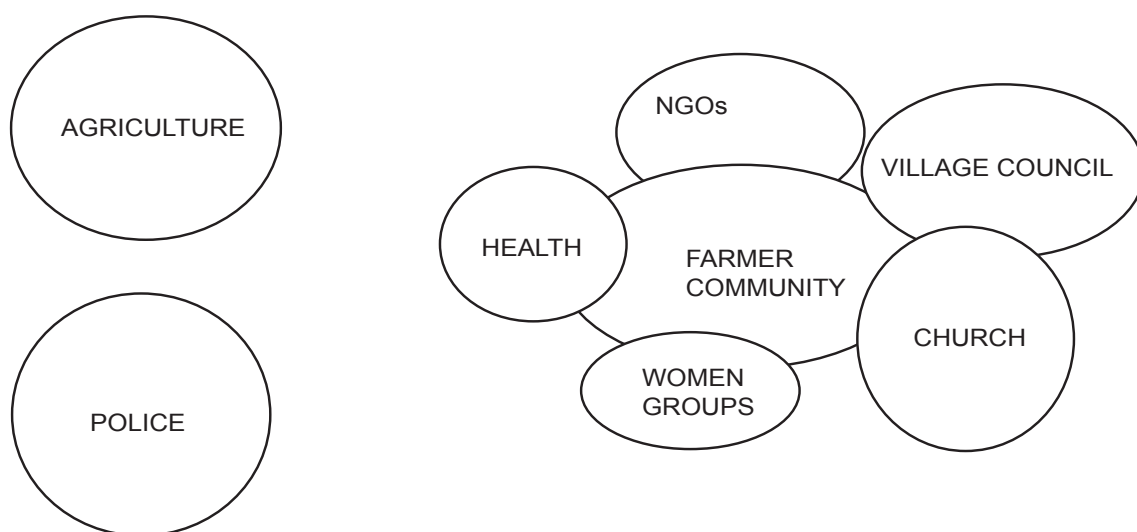 NGOs
AGRICULTURE
VILLAGE COUNCIL
HEALTH
FARMER
COMMUNITY
CHURCH
WOMEN
GROUPS
POLICE